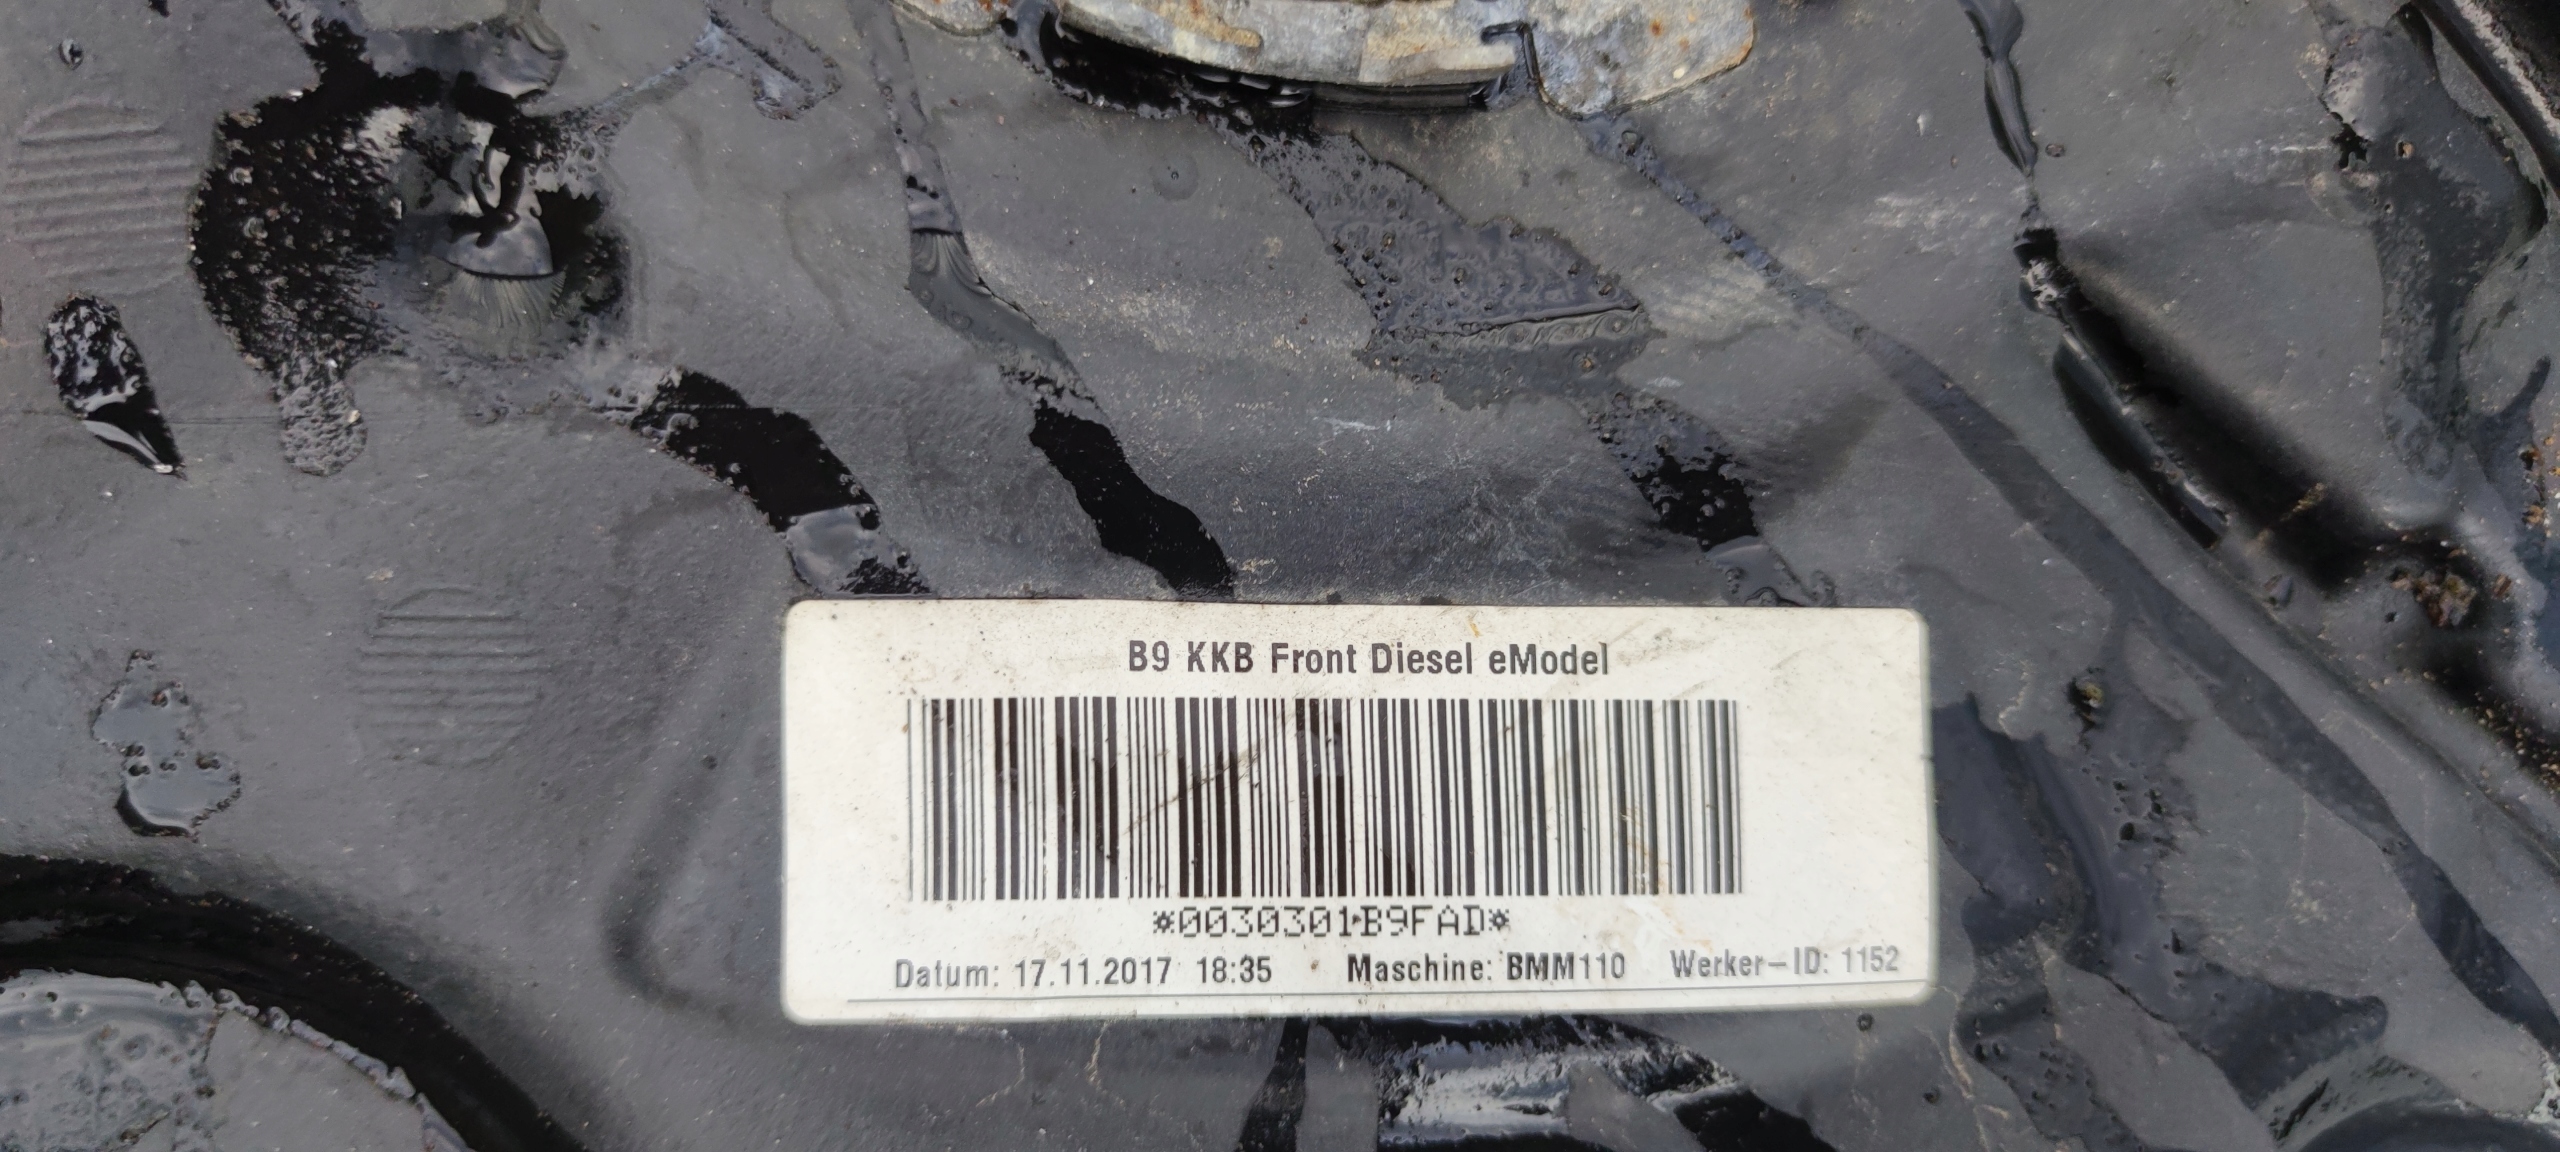 B9 KKB Front Diesel eModel
*0030301B9FAD*
Datum: 17.11.2017 18:35 Maschine: BMM110 Werker-ID: 1152